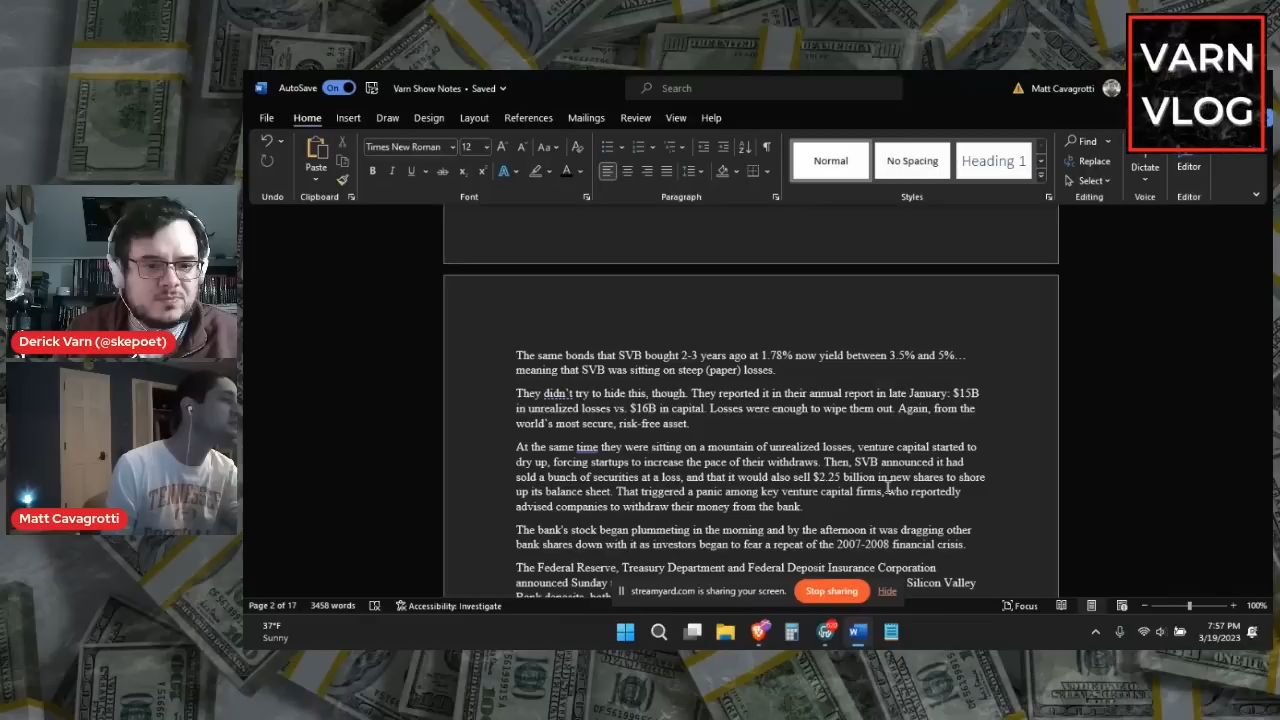 VARN
VLOG
AutoSave On Varn Show Notes • Saved Search Matt Cavagrotti
File Home Insert Draw Design Layout References Mailings Review View Help
Times New Roman 12 Aa Find
Paste Normal No Spacing Heading 1 Replace Dictate Editor
B I U ab x₂ x² A A Select
Undo Clipboard Font Paragraph Styles Editing Voice Editor
Derick Varn (@skepoet)
Matt Cavagrotti
The same bonds that SVB bought 2-3 years ago at 1.78% now yield between 3.5% and 5%…
meaning that SVB was sitting on steep (paper) losses.
They didn't try to hide this, though. They reported it in their annual report in late January: $15B
in unrealized losses vs. $16B in capital. Losses were enough to wipe them out. Again, from the
world's most secure, risk-free asset.
At the same time they were sitting on a mountain of unrealized losses, venture capital started to
dry up, forcing startups to increase the pace of their withdraws. Then, SVB announced it had
sold a bunch of securities at a loss, and that it would also sell $2.25 billion in new shares to shore
up its balance sheet. That triggered a panic among key venture capital firms, who reportedly
advised companies to withdraw their money from the bank.
The bank's stock began plummeting in the morning and by the afternoon it was dragging other
bank shares down with it as investors began to fear a repeat of the 2007-2008 financial crisis.
The Federal Reserve, Treasury Department and Federal Deposit Insurance Corporation
announced Sunday Silicon Valley
streamyard.com is sharing your screen. Stop sharing Hide
Page 2 of 17 3458 words Accessibility: Investigate Focus 100%
37°F
Sunny
7:57 PM
3/19/2023